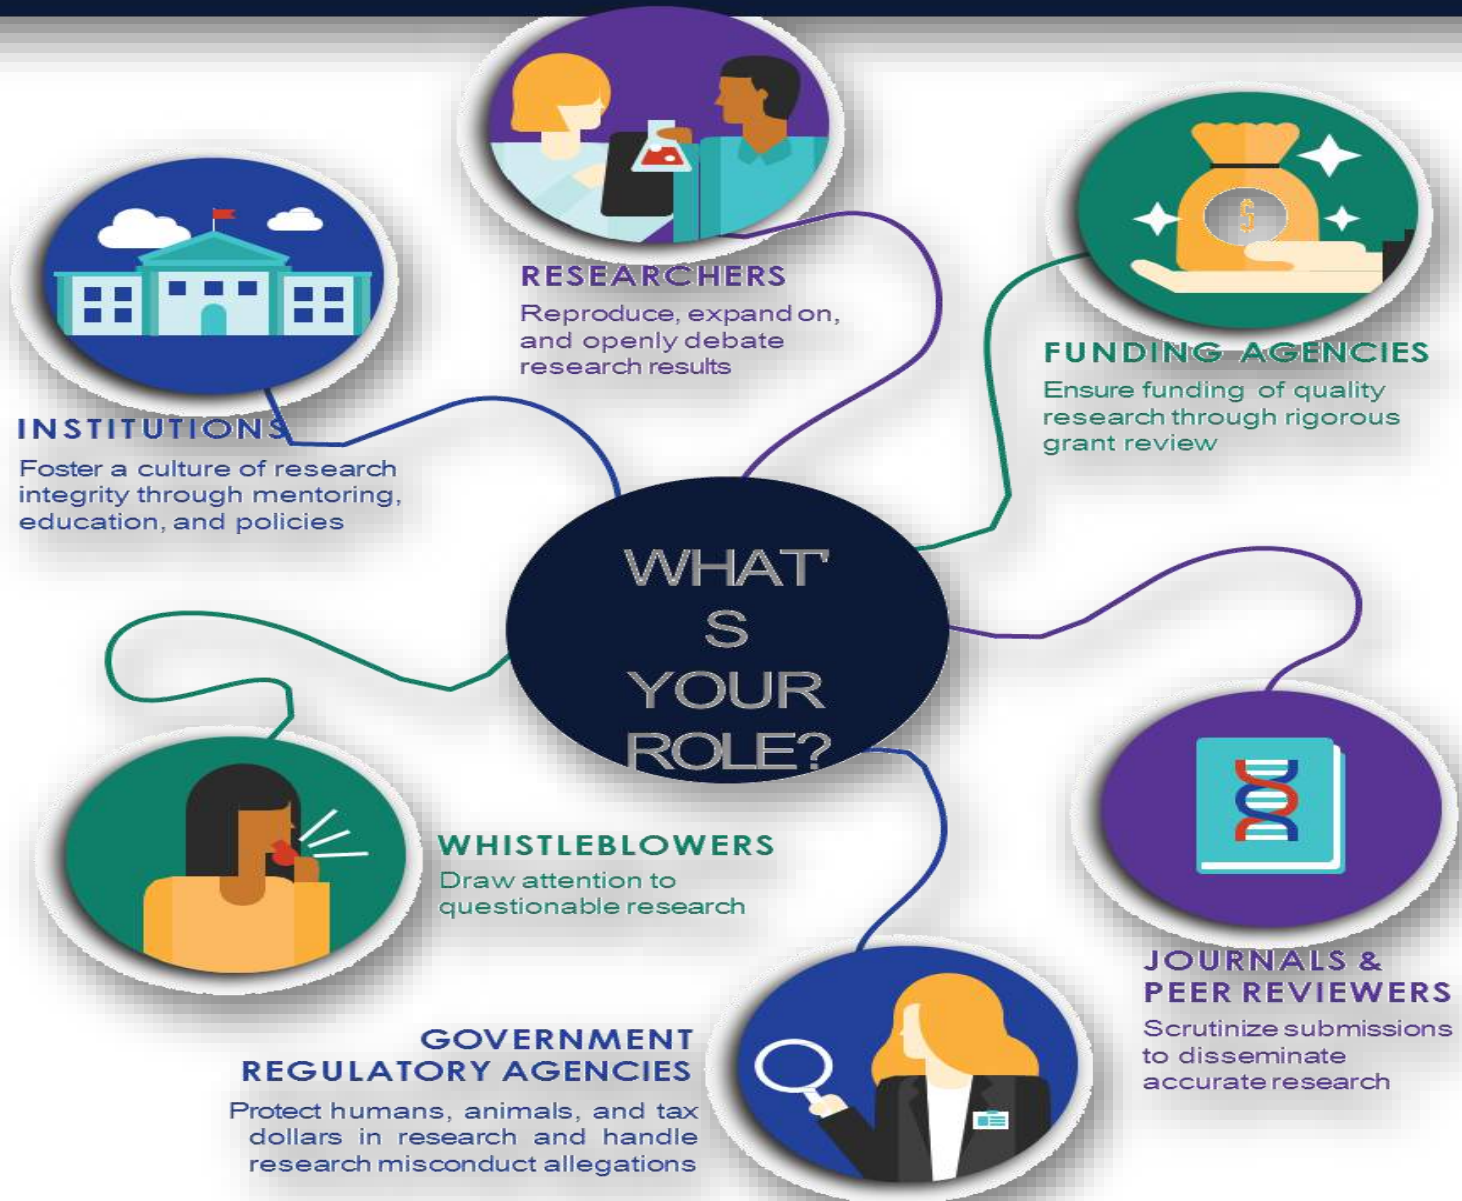 RESEARCHERS
Reproduce, expand on,
and openly debate
research results
FUNDING AGENCIES
Ensure funding of quality
research through rigorous
grant review
INSTITUTIONS
Foster a culture of research
integrity through mentoring,
education, and policies
WHAT'
S
YOUR
ROLE?
WHISTLEBLOWERS
Draw attention to
questionable research
JOURNALS &
PEER REVIEWERS
Scrutinize submissions
to disseminate
accurate research
GOVERNMENT
REGULATORY AGENCIES
Protect humans, animals, and tax
dollars in research and handle
research misconduct allegations
$